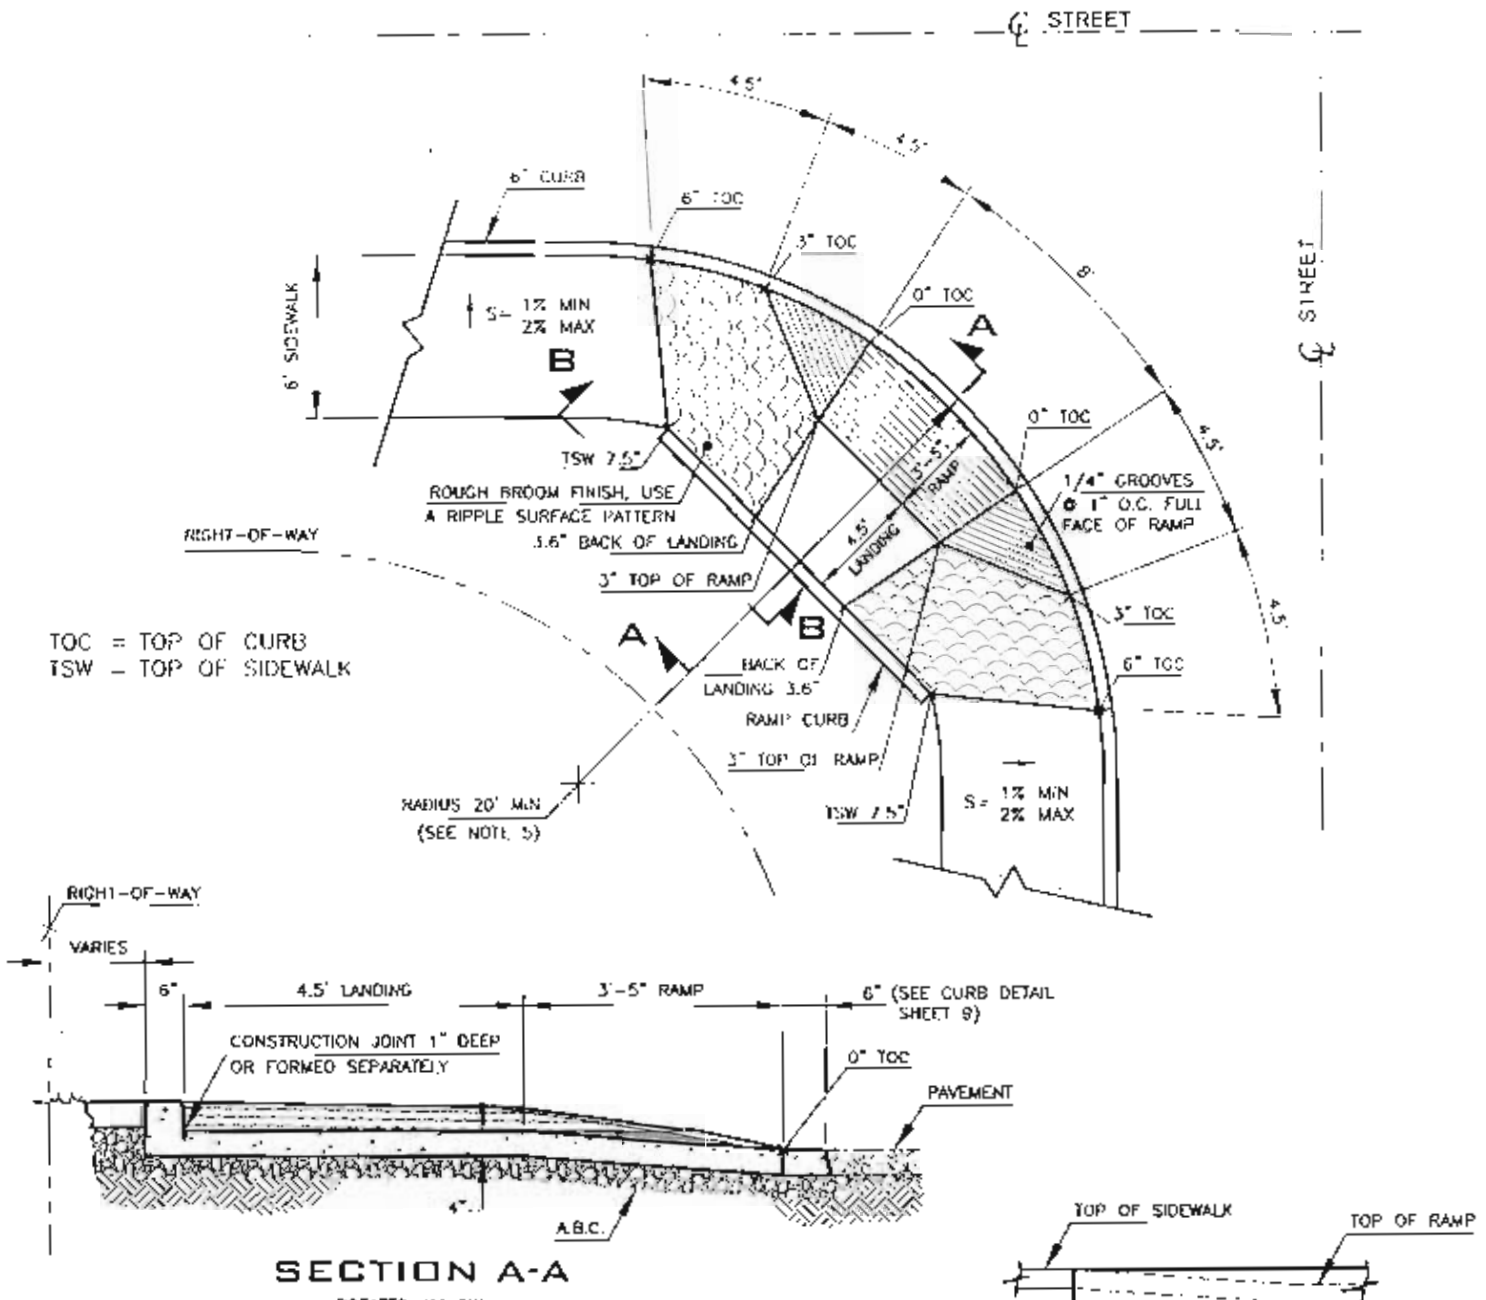 ℄ STREET
4.5'
4.5'
6" CURB
6" TOC
3" TOC
8'
STREET
℄
0" TOC
A
6' SIDEWALK
S= 1% MIN
2% MAX
B
0" TOC
4.5'
TSW 7.5"
3'-5"
RAMP
1/4" GROOVES
@ 1" O.C. FULL
FACE OF RAMP
ROUGH BROOM FINISH, USE
A RIPPLE SURFACE PATTERN
RIGHT-OF-WAY
3.6" BACK OF LANDING
4.5'
LANDING
3" TOP OF RAMP
4.5'
3" TOC
B
A
TOC = TOP OF CURB
TSW = TOP OF SIDEWALK
BACK OF
LANDING 3.6"
6" TOC
RAMP CURB
3" TOP OF RAMP
RADIUS 20' MIN
(SEE NOTE 5)
TSW 7.5"
S= 1% MIN
2% MAX
RIGHT-OF-WAY
VARIES
6"
4.5' LANDING
3'-5" RAMP
6" (SEE CURB DETAIL
SHEET 9)
CONSTRUCTION JOINT 1" DEEP
OR FORMED SEPARATELY
0" TOC
PAVEMENT
4"
A.B.C.
SECTION A-A
TOP OF SIDEWALK
TOP OF RAMP